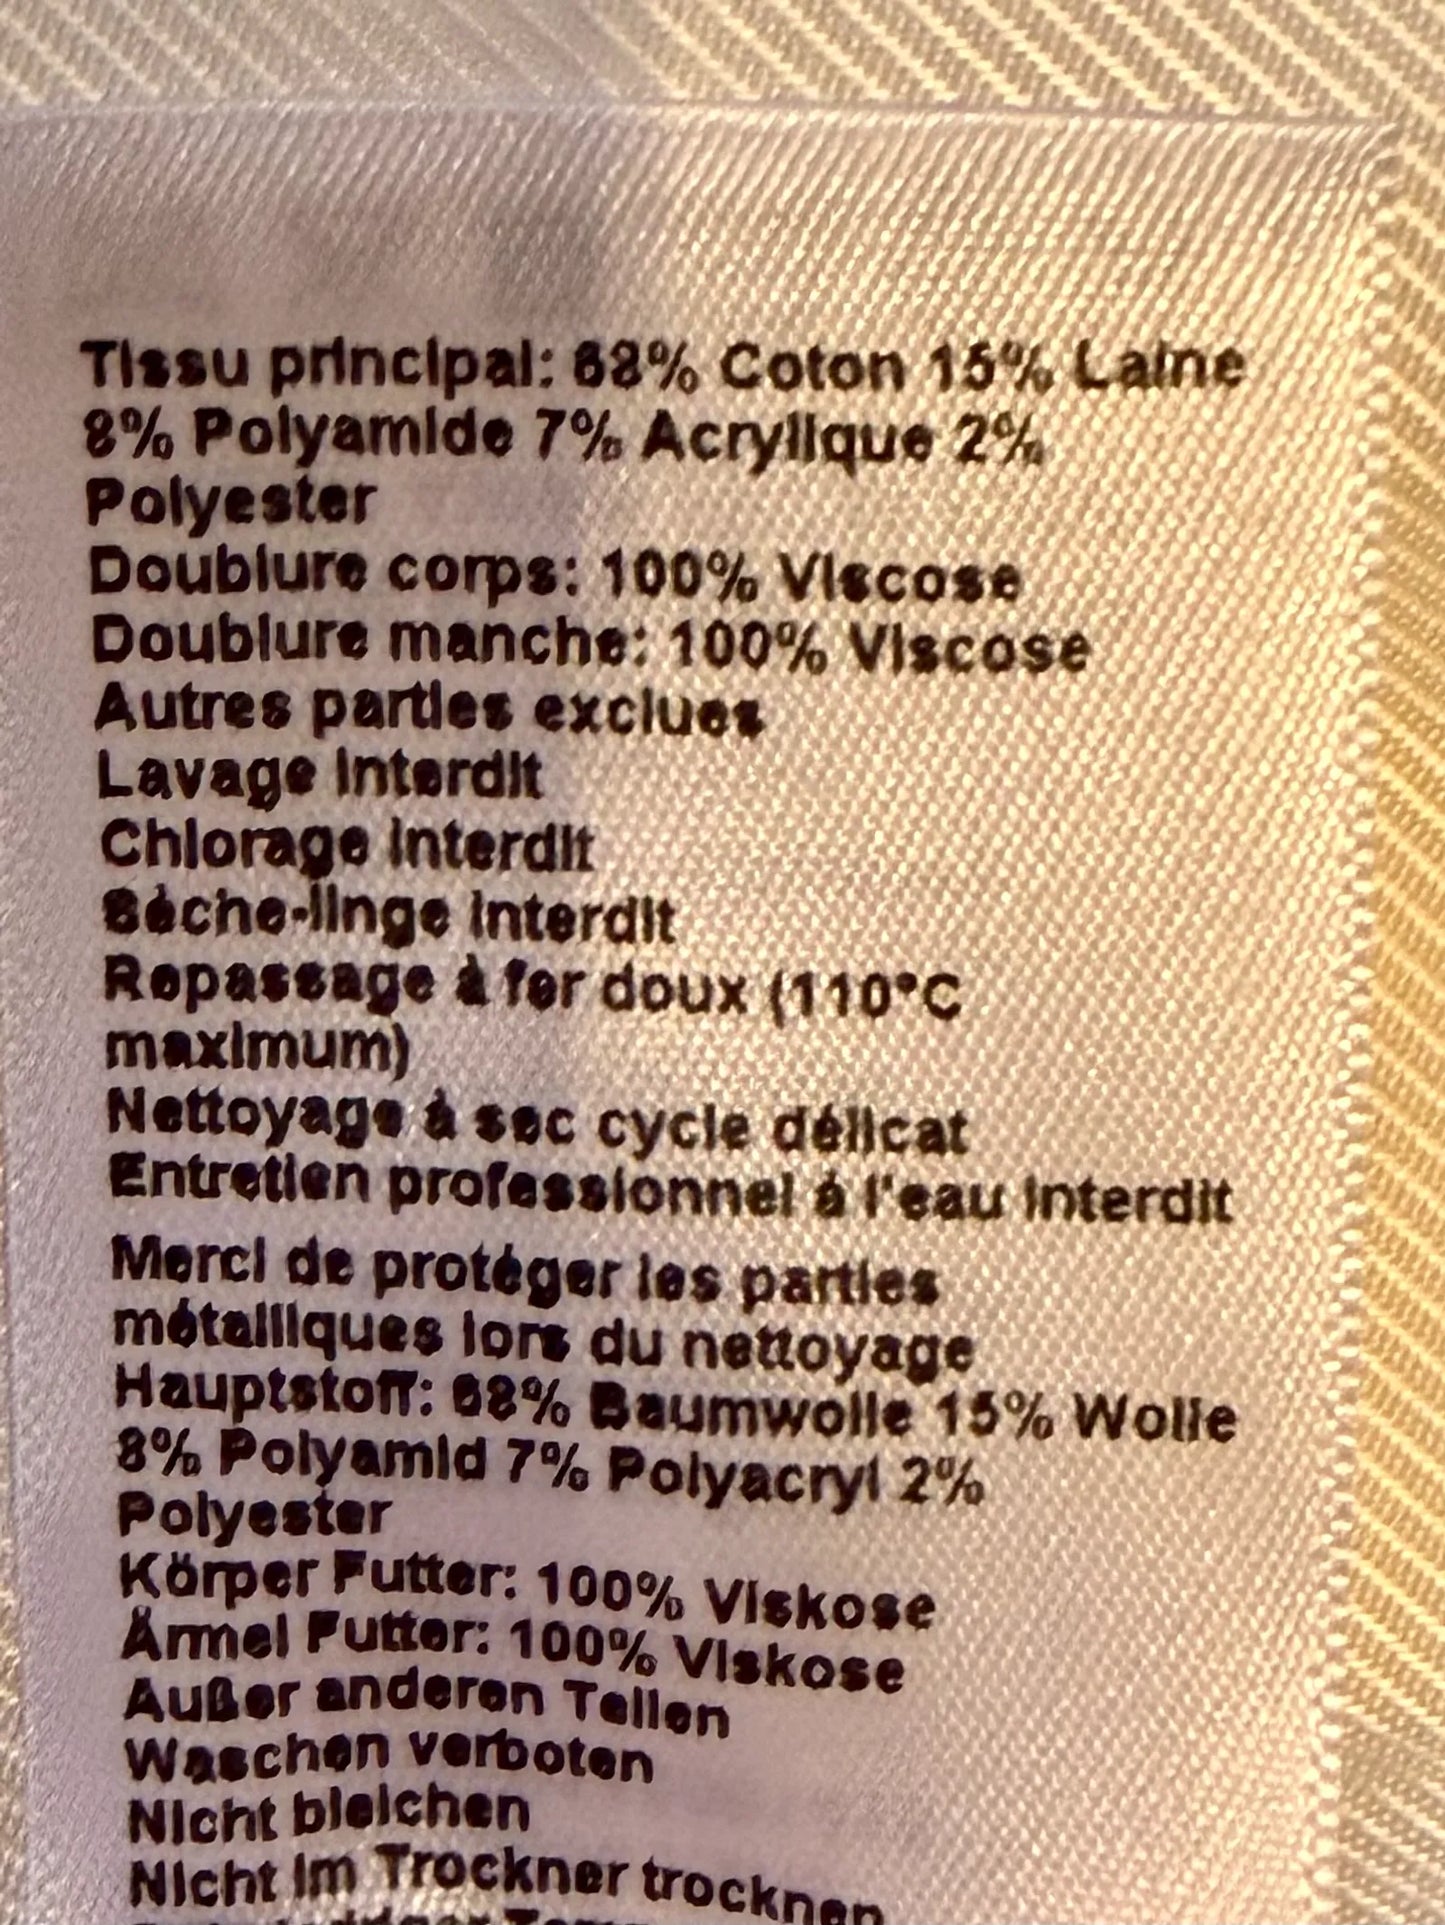 Tissu principal: 68% Coton 15% Laine
8% Polyamide 7% Acrylique 2%
Polyester
Doublure corps: 100% Viscose
Doublure manche: 100% Viscose
Autres parties exclues
Lavage interdit
Chlorage interdit
Sèche-linge interdit
Repassage à fer doux (110°C
maximum)
Nettoyage à sec cycle délicat
Entretien professionnel à l'eau interdit
Merci de protéger les parties
métalliques lors du nettoyage
Hauptstoff: 68% Baumwolle 15% Wolle
8% Polyamid 7% Polyacryl 2%
Polyester
Körper Futter: 100% Viskose
Ärmel Futter: 100% Viskose
Außer anderen Teilen
Waschen verboten
Nicht bleichen
Nicht im Trockner trocknen